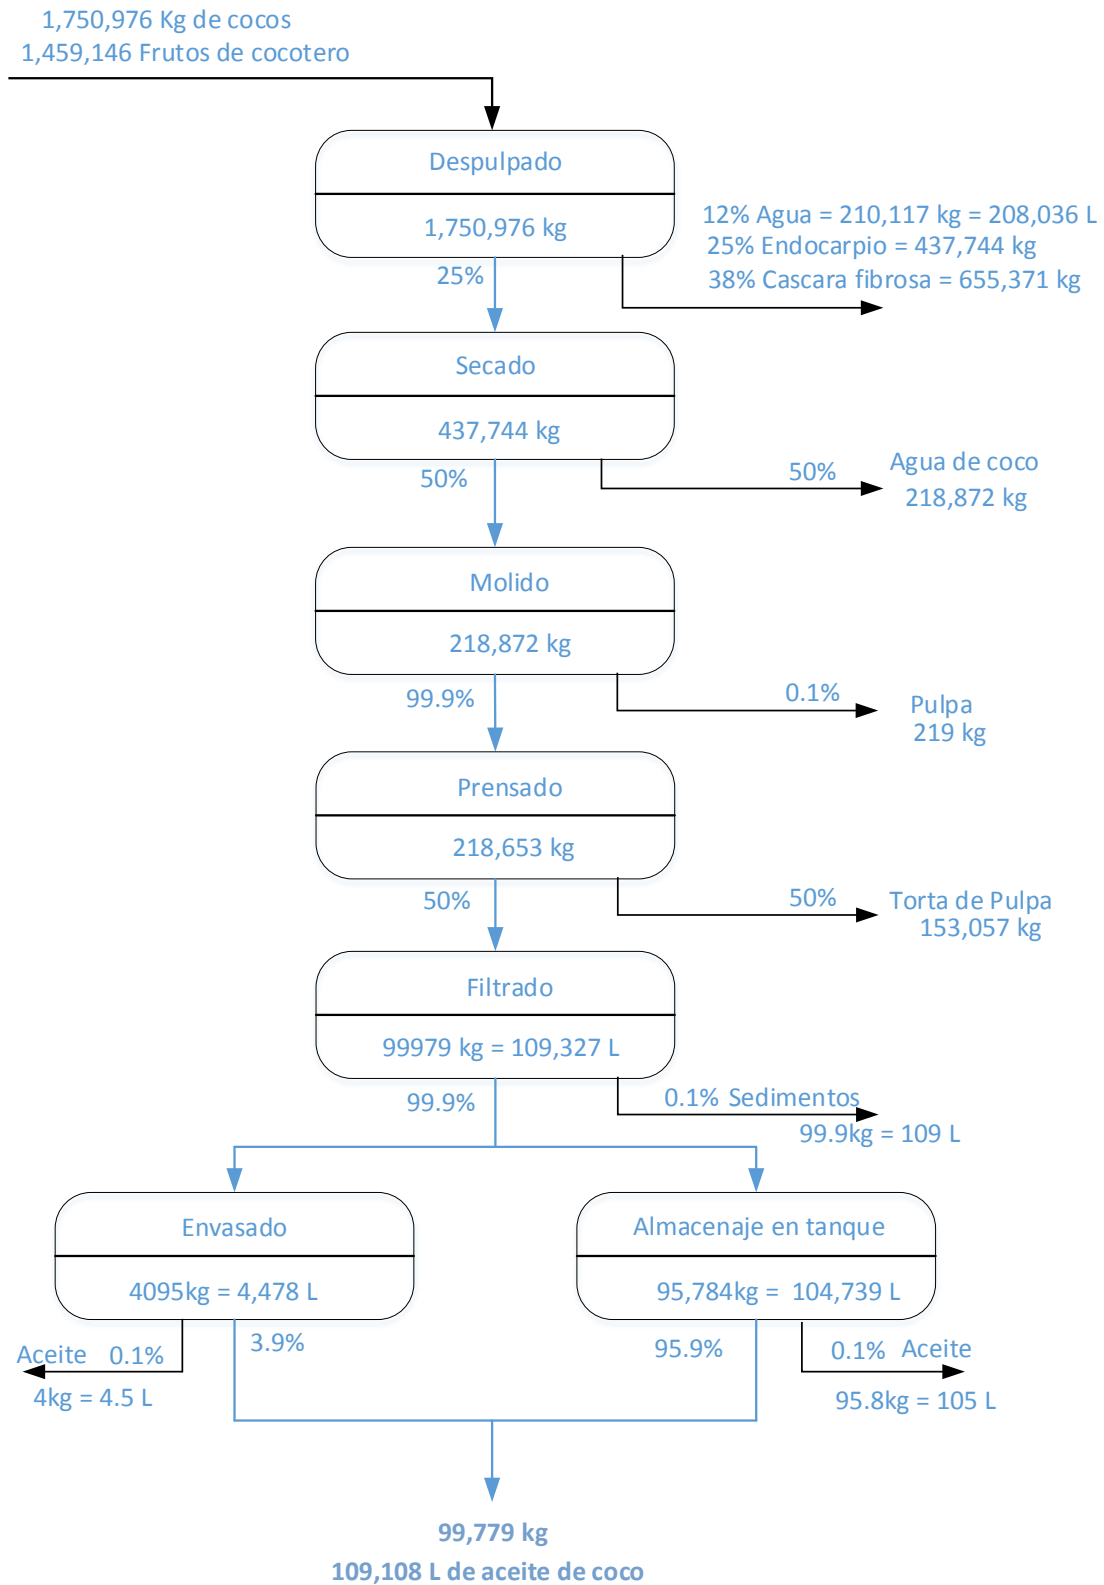 1,750,976 Kg de cocos
1,459,146 Frutos de cocotero
Despulpado
1,750,976 kg
12% Agua = 210,117 kg = 208,036 L
25% Endocarpio = 437,744 kg
38% Cascara fibrosa = 655,371 kg
25%
Secado
437,744 kg
50%
50%
Agua de coco
218,872 kg
Molido
218,872 kg
99.9%
0.1%
Pulpa
219 kg
Prensado
218,653 kg
50%
50%
Torta de Pulpa
153,057 kg
Filtrado
99979 kg = 109,327 L
99.9%
0.1% Sedimentos
99.9kg = 109 L
Envasado
4095kg = 4,478 L
Almacenaje en tanque
95,784kg = 104,739 L
Aceite 0.1%
4kg = 4.5 L
3.9%
95.9%
0.1% Aceite
95.8kg = 105 L
99,779 kg
109,108 L de aceite de coco